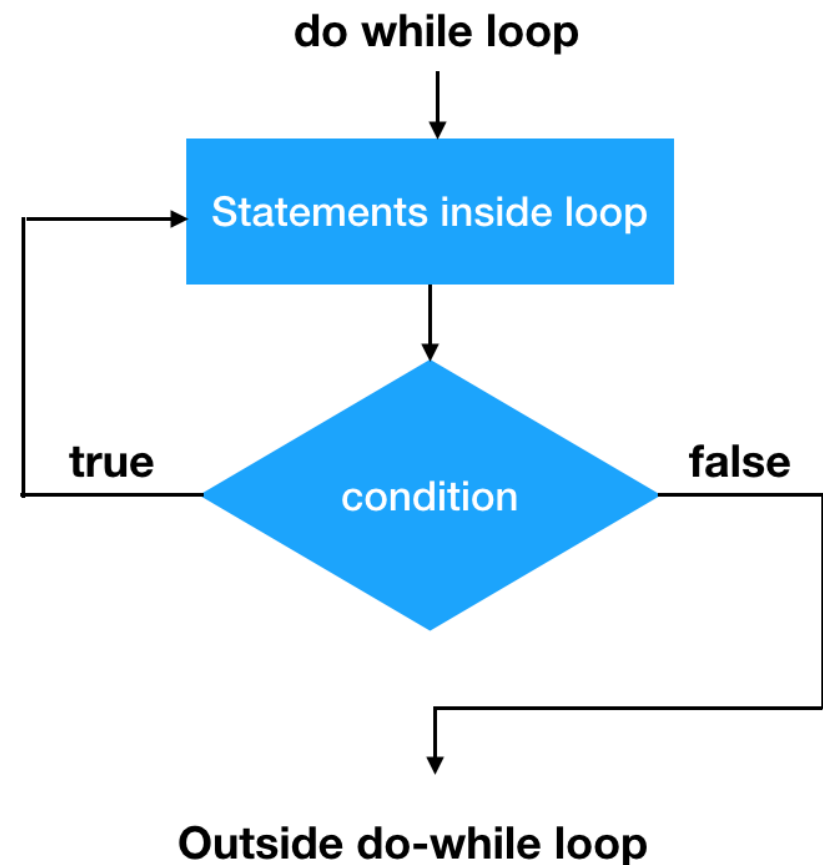 do while loop
Statements inside loop
true
false
condition
Outside do-while loop